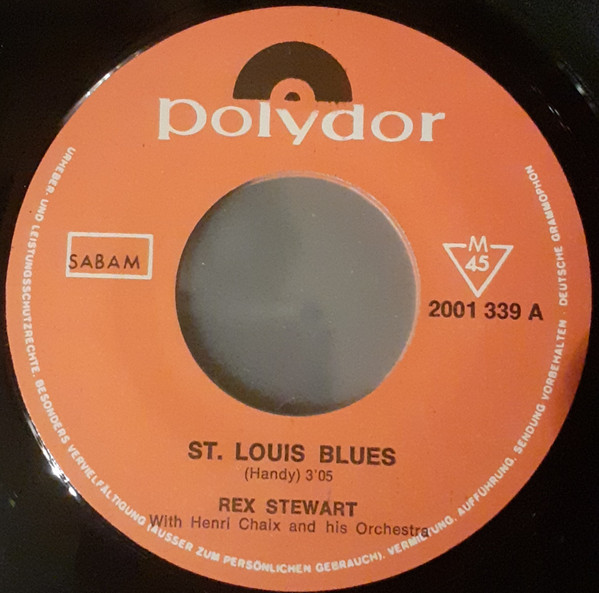 polydor
SABAM
M
45
2001 339 A
ST. LOUIS BLUES
(Handy) 3'05
REX STEWART
With Henri Chaix and his Orchestra
URHEBER- UND LEISTUNGSSCHUTZRECHTE, BESONDERS VERVIELFÄLTIGUNG (AUSSER ZUM PERSÖNLICHEN GEBRAUCH), VERMIETUNG, AUFFÜHRUNG, SENDUNG VORBEHALTEN · DEUTSCHE GRAMMOPHON